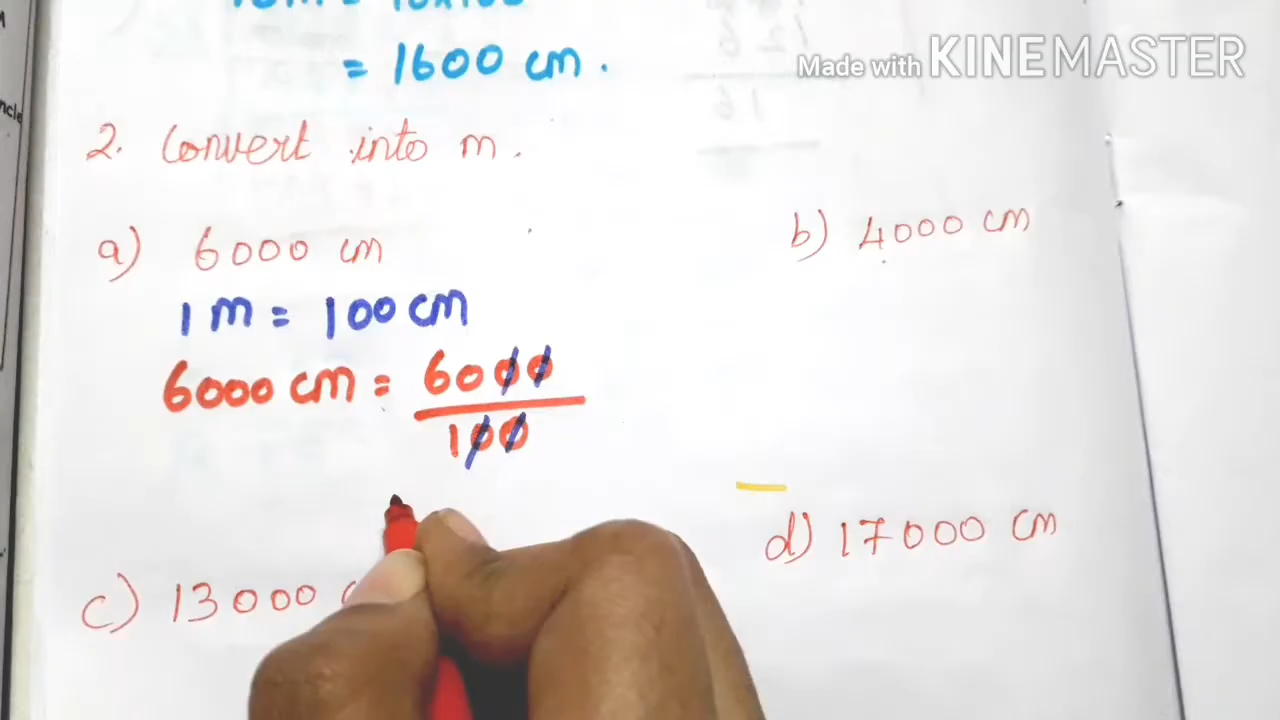 = 1600 cm.
Made with KINEMASTER
2. Convert into m.
a) 6000 cm
b) 4000 cm
1 m = 100 cm
6000 cm = 6000
100
c) 13000
d) 17000 cm